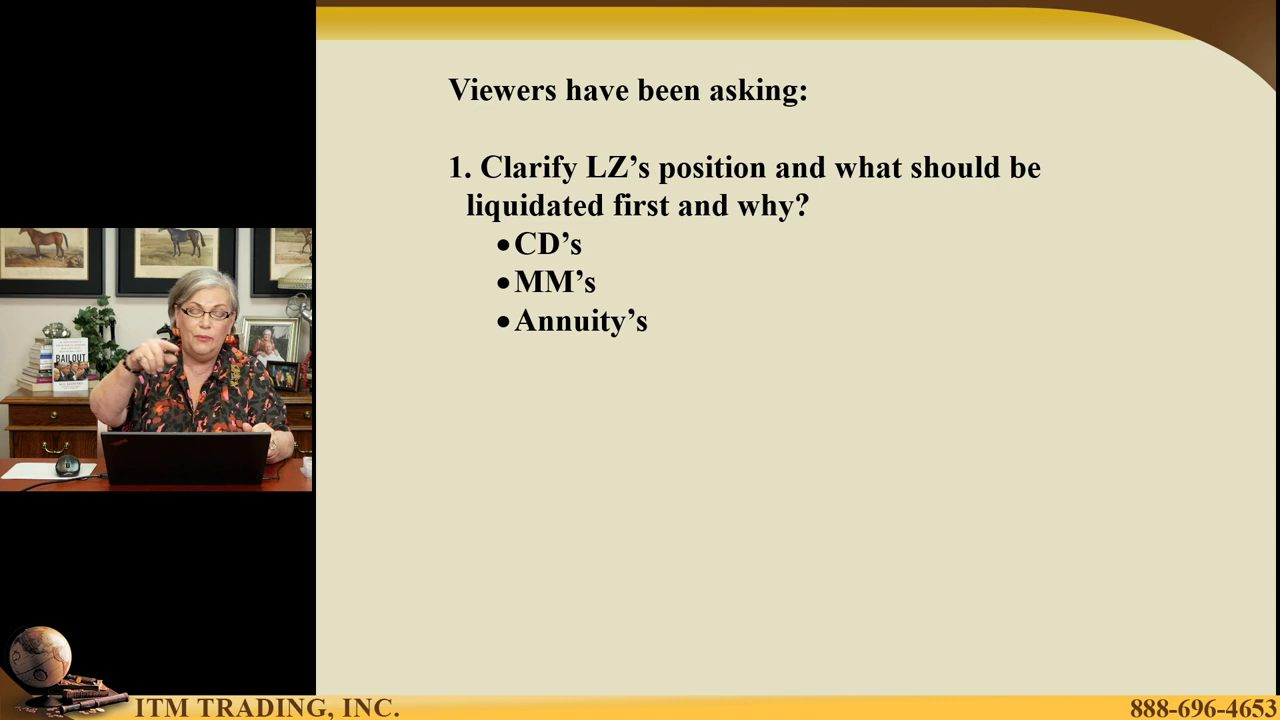 Viewers have been asking:
1. Clarify LZ’s position and what should be
liquidated first and why?
•CD’s
•MM’s
•Annuity’s
BAILOUT
ITM TRADING, INC.
888-696-4653